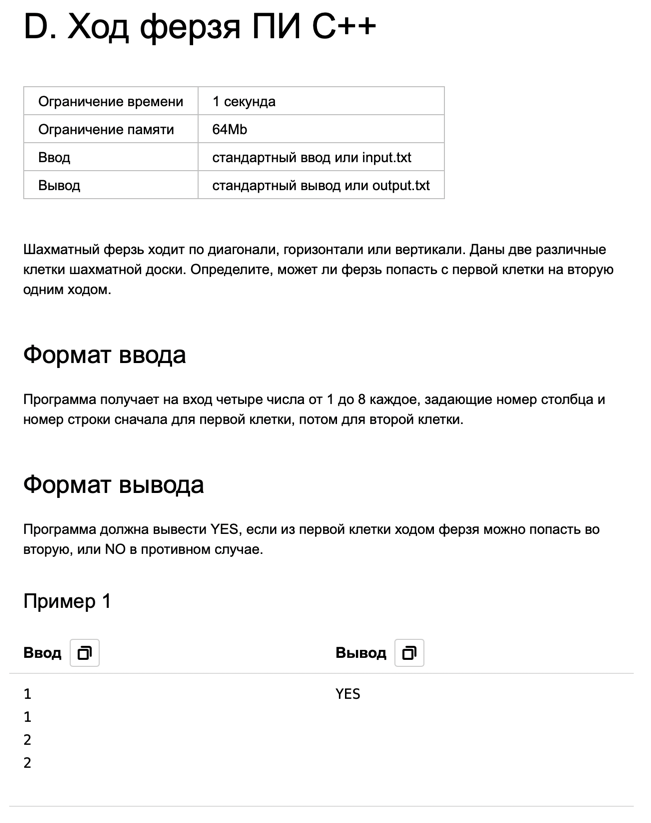 D. Ход ферзя ПИ C++
Ограничение времени 1 секунда
Ограничение памяти 64Mb
Ввод стандартный ввод или input.txt
Вывод стандартный вывод или output.txt
Шахматный ферзь ходит по диагонали, горизонтали или вертикали. Даны две различные
клетки шахматной доски. Определите, может ли ферзь попасть с первой клетки на вторую
одним ходом.
Формат ввода
Программа получает на вход четыре числа от 1 до 8 каждое, задающие номер столбца и
номер строки сначала для первой клетки, потом для второй клетки.
Формат вывода
Программа должна вывести YES, если из первой клетки ходом ферзя можно попасть во
вторую, или NO в противном случае.
Пример 1
Ввод Вывод
1 YES
1
2
2